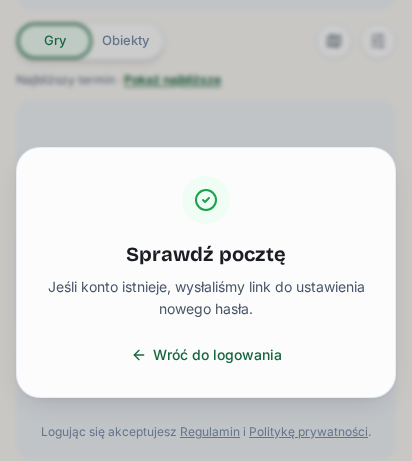 Gry Obiekty
Najbliższy termin Pokaż najbliższe
Sprawdź pocztę
Jeśli konto istnieje, wysłaliśmy link do ustawienia
nowego hasła.
Wróć do logowania
Logując się akceptujesz Regulamin i Politykę prywatności.